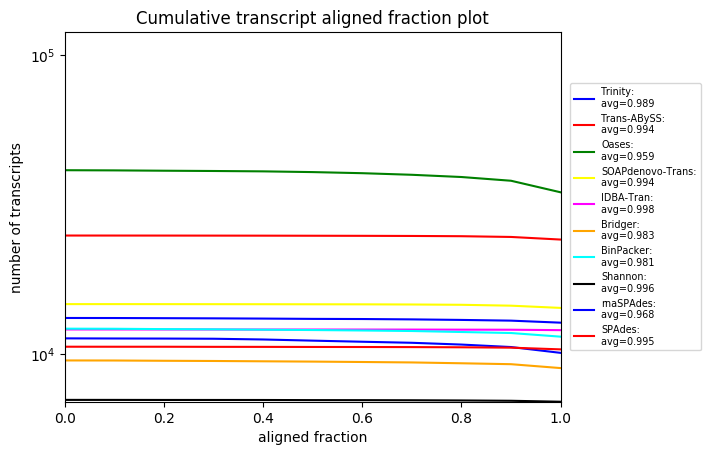 Cumulative transcript aligned fraction plot
10^5
10^4
number of transcripts
0.0 0.2 0.4 0.6 0.8 1.0
aligned fraction
Trinity:
avg=0.989
Trans-ABySS:
avg=0.994
Oases:
avg=0.959
SOAPdenovo-Trans:
avg=0.994
IDBA-Tran:
avg=0.998
Bridger:
avg=0.983
BinPacker:
avg=0.981
Shannon:
avg=0.996
rnaSPAdes:
avg=0.968
SPAdes:
avg=0.995